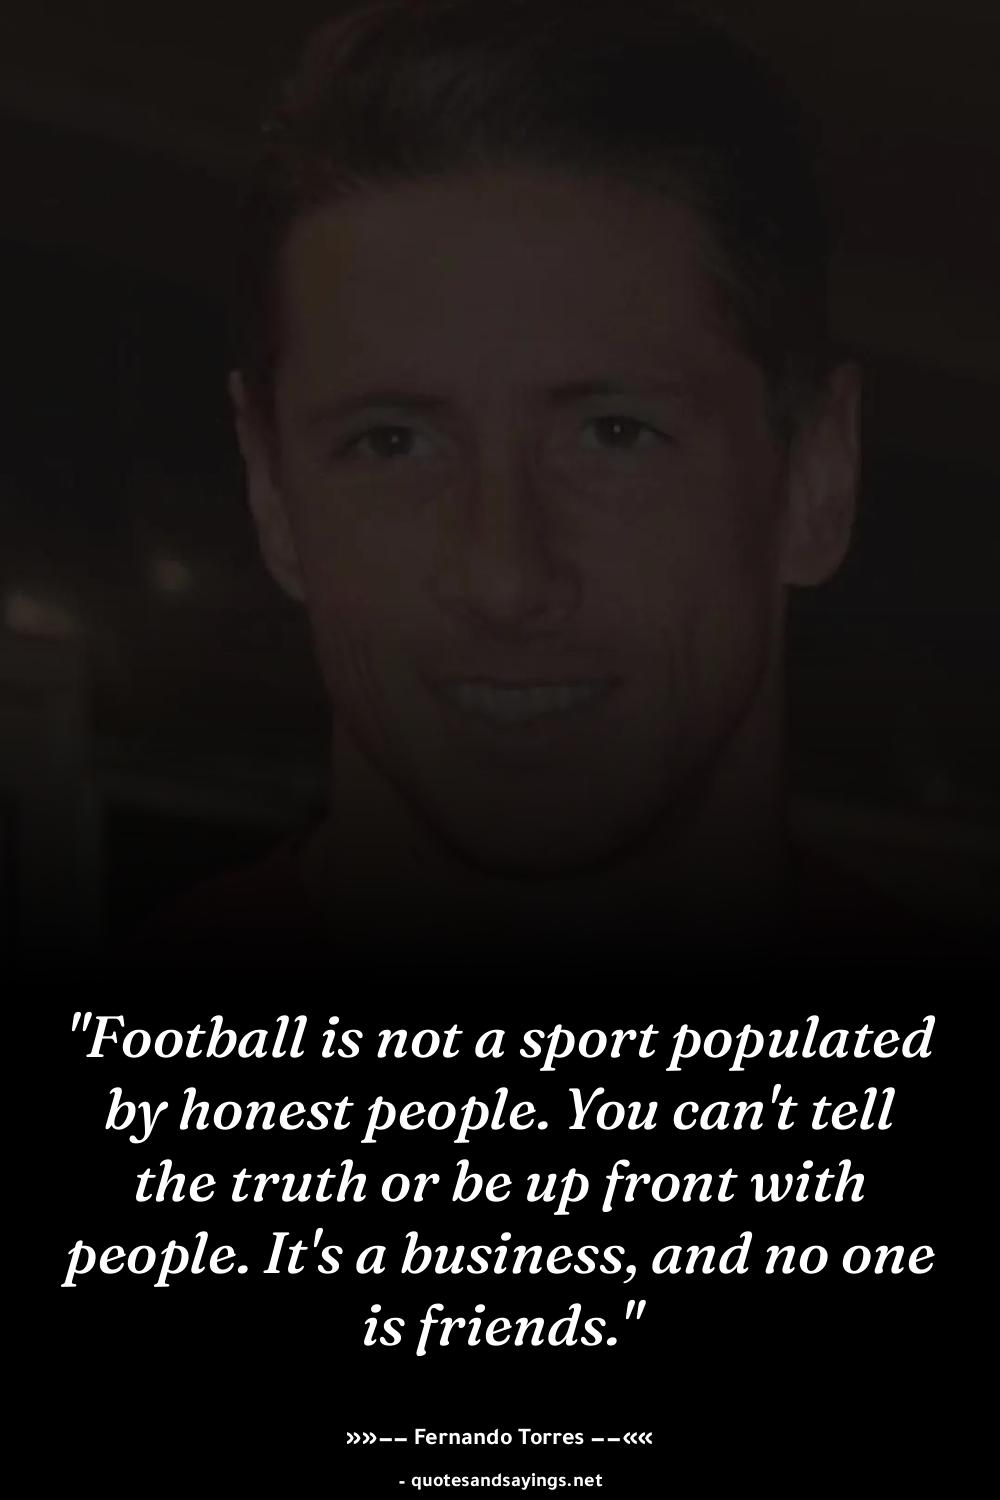 "Football is not a sport populated
by honest people. You can't tell
the truth or be up front with
people. It's a business, and no one
is friends."
»»−− Fernando Torres −−««
- quotesandsayings.net